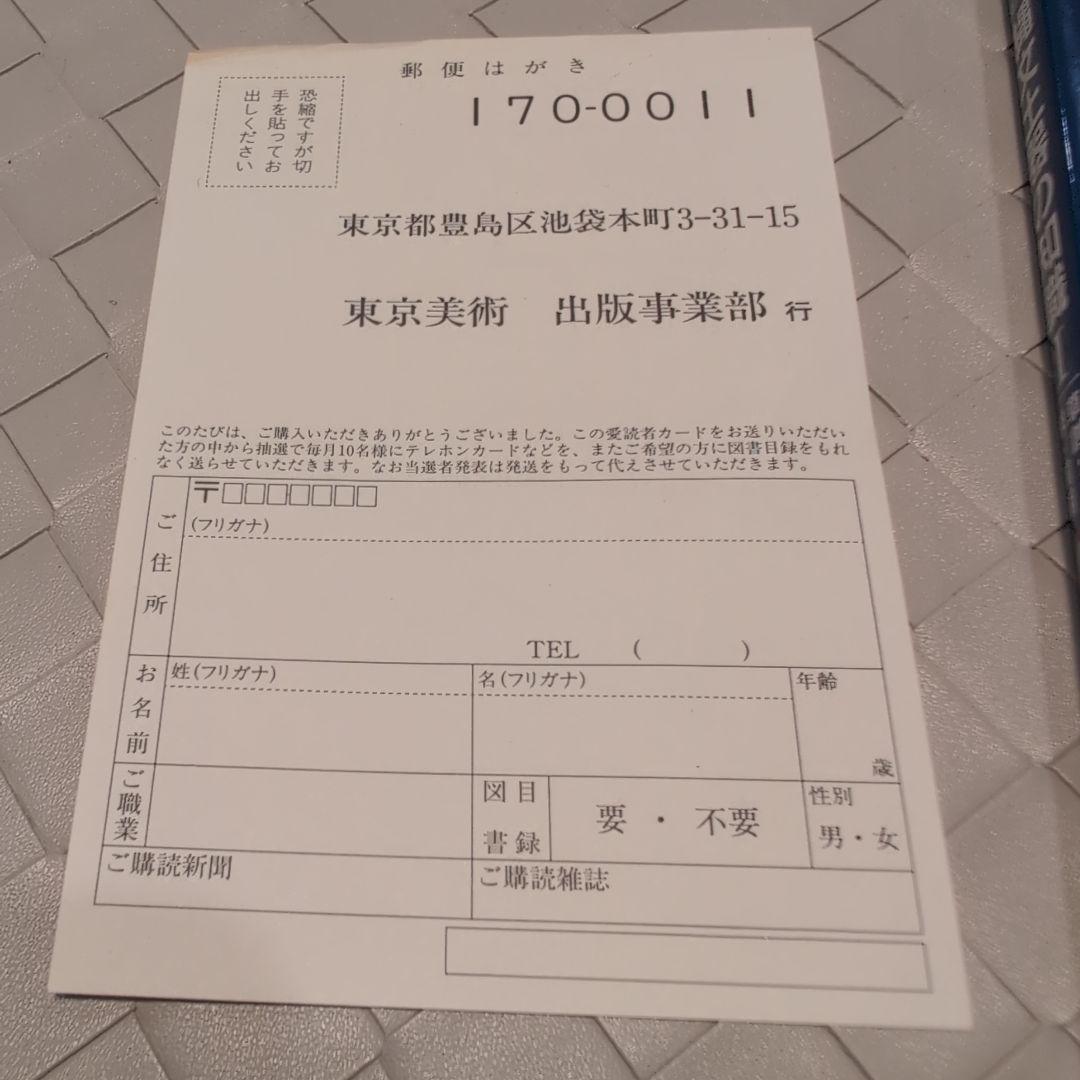 郵便はがき
恐縮ですが切
手を貼ってお
出しください
170-0011
東京都豊島区池袋本町3-31-15
東京美術 出版事業部 行
このたびは、ご購入いただきありがとうございました。この愛読者カードをお送りいただい
た方の中から抽選で毎月10名様にテレホンカードなどを、またご希望の方に図書目録をもれ
なく送らせていただきます。なお当選者発表は発送をもって代えさせていただきます。
ご住所
〒□□□□□□□
(フリガナ)
TEL ( )
お名前
姓(フリガナ)
名(フリガナ)
年齢
歳
ご職業
図書目録
要・不要
性別
男・女
ご購読新聞
ご購読雑誌